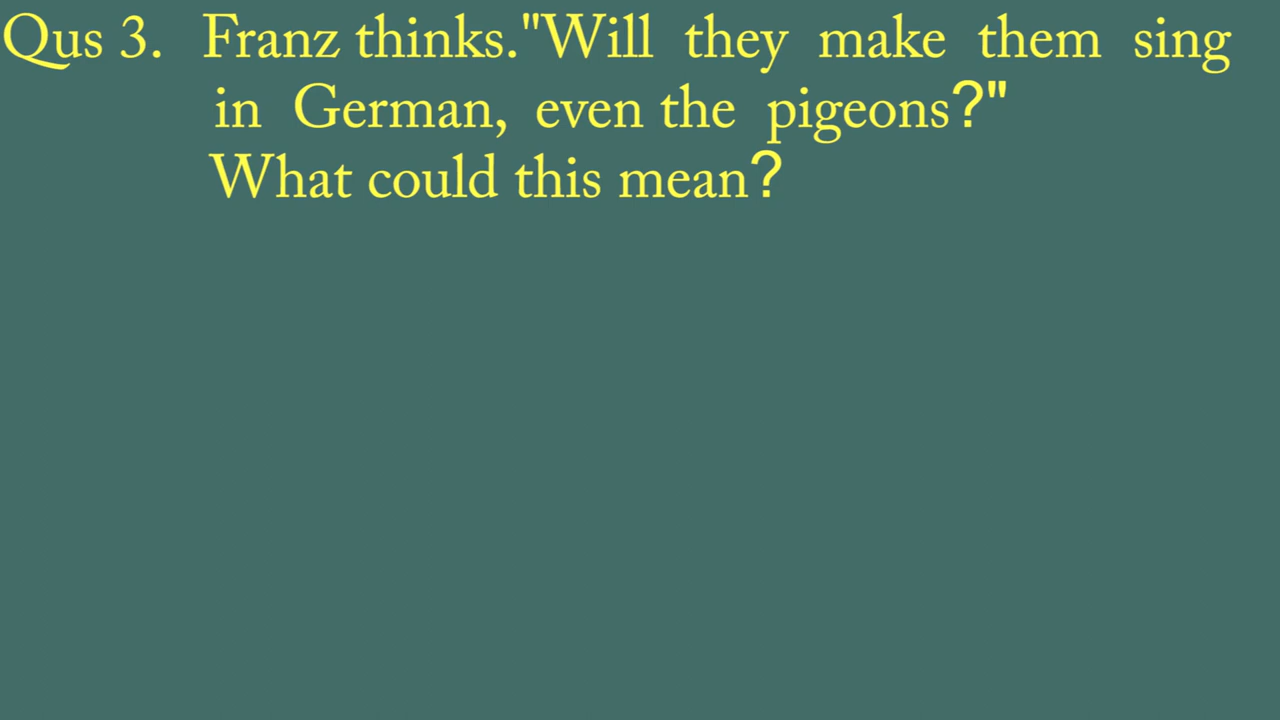 Qus 3. Franz thinks."Will they make them sing
in German, even the pigeons?"
What could this mean?